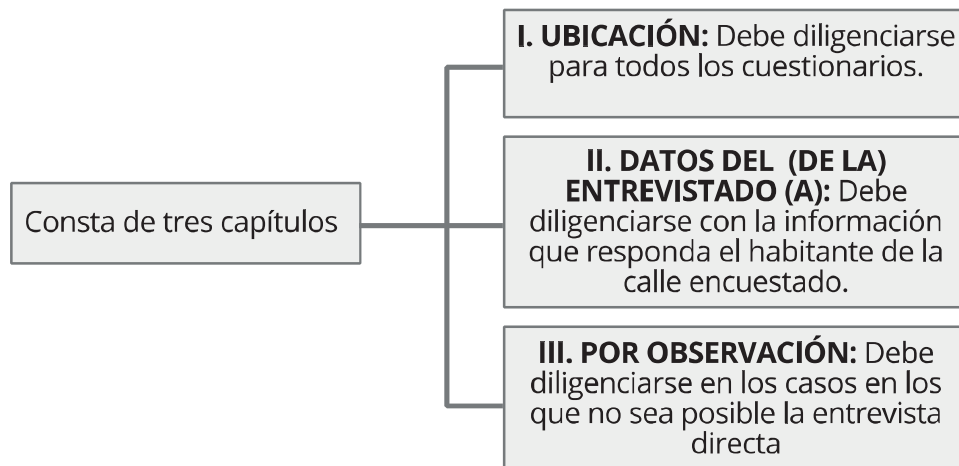 Consta de tres capítulos
I. UBICACIÓN: Debe diligenciarse
para todos los cuestionarios.
II. DATOS DEL (DE LA)
ENTREVISTADO (A): Debe
diligenciarse con la información
que responda el habitante de la
calle encuestado.
III. POR OBSERVACIÓN: Debe
diligenciarse en los casos en los
que no sea posible la entrevista
directa